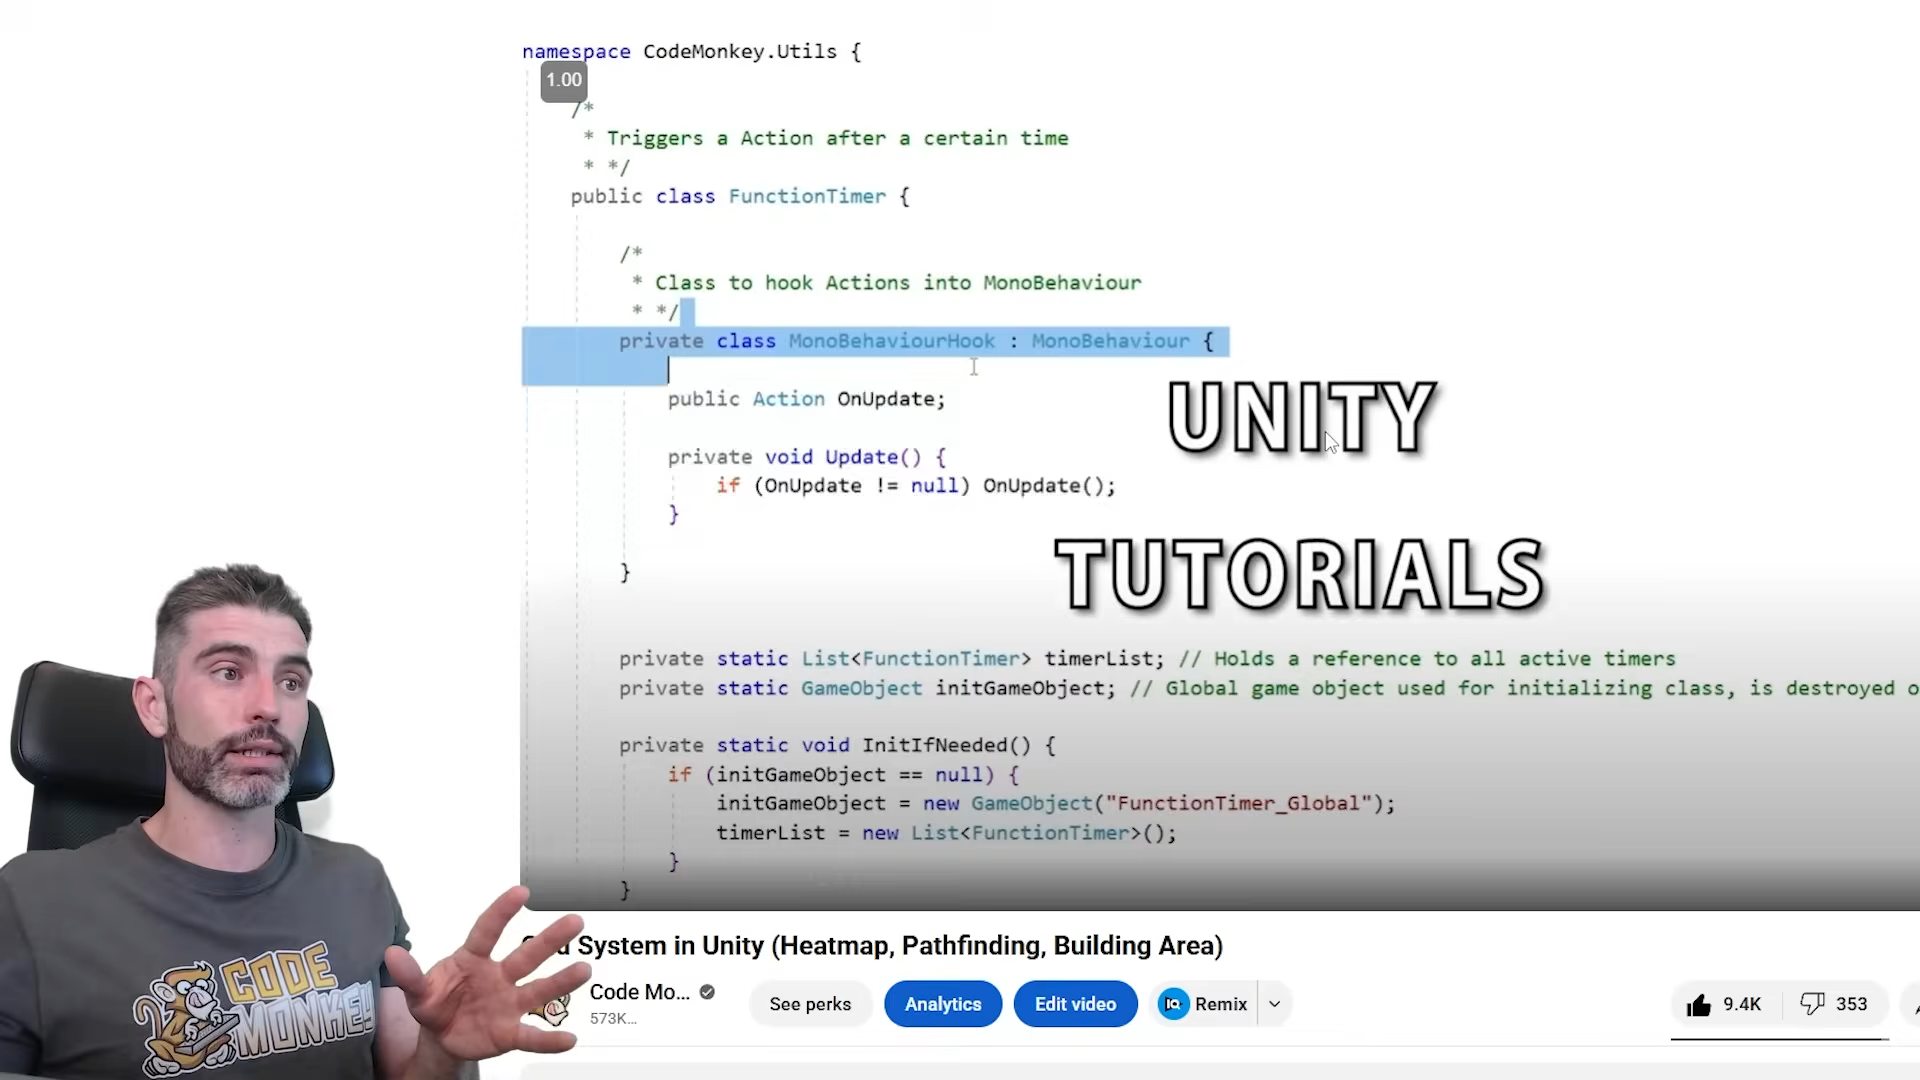 namespace CodeMonkey.Utils {
1.00
/*
* Triggers a Action after a certain time
* */
public class FunctionTimer {
/*
* Class to hook Actions into MonoBehaviour
* */
private class MonoBehaviourHook : MonoBehaviour {
public Action OnUpdate;
UNITY
private void Update() {
if (OnUpdate != null) OnUpdate();
}
TUTORIALS
}
private static List<FunctionTimer> timerList; // Holds a reference to all active timers
private static GameObject initGameObject; // Global game object used for initializing class, is destroyed o
private static void InitIfNeeded() {
if (initGameObject == null) {
initGameObject = new GameObject("FunctionTimer_Global");
timerList = new List<FunctionTimer>();
}
}
System in Unity (Heatmap, Pathfinding, Building Area)
Code Mo...
573K...
See perks
Analytics
Edit video
Remix
9.4K
353
CODE
MONKEY